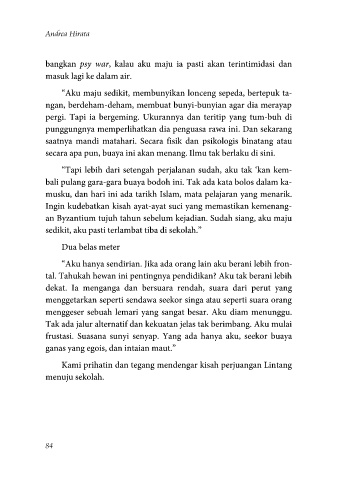 Andrea Hirata
bangkan psy war, kalau aku maju ia pasti akan terintimidasi dan
masuk lagi ke dalam air.
“Aku maju sedikit, membunyikan lonceng sepeda, bertepuk ta-
ngan, berdeham-deham, membuat bunyi-bunyian agar dia merayap
pergi. Tapi ia bergeming. Ukurannya dan teritip yang tum-buh di
punggungnya memperlihatkan dia penguasa rawa ini. Dan sekarang
saatnya mandi matahari. Secara fisik dan psikologis binatang atau
secara apa pun, buaya ini akan menang. Ilmu tak berlaku di sini.
“Tapi lebih dari setengah perjalanan sudah, aku tak ‘kan kem-
bali pulang gara-gara buaya bodoh ini. Tak ada kata bolos dalam ka-
musku, dan hari ini ada tarikh Islam, mata pelajaran yang menarik.
Ingin kudebatkan kisah ayat-ayat suci yang memastikan kemenang-
an Byzantium tujuh tahun sebelum kejadian. Sudah siang, aku maju
sedikit, aku pasti terlambat tiba di sekolah.”
Dua belas meter
“Aku hanya sendirian. Jika ada orang lain aku berani lebih fron-
tal. Tahukah hewan ini pentingnya pendidikan? Aku tak berani lebih
dekat. Ia menganga dan bersuara rendah, suara dari perut yang
menggetarkan seperti sendawa seekor singa atau seperti suara orang
menggeser sebuah lemari yang sangat besar. Aku diam menunggu.
Tak ada jalur alternatif dan kekuatan jelas tak berimbang. Aku mulai
frustasi. Suasana sunyi senyap. Yang ada hanya aku, seekor buaya
ganas yang egois, dan intaian maut.”
Kami prihatin dan tegang mendengar kisah perjuangan Lintang
menuju sekolah.
84